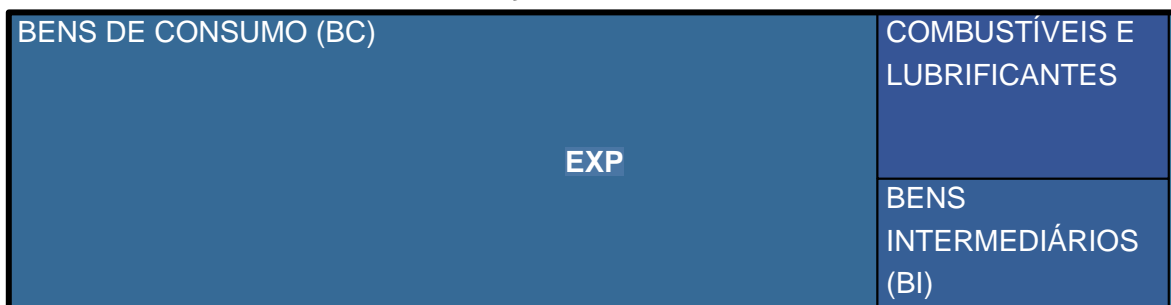 BENS DE CONSUMO (BC)
COMBUSTÍVEIS E
LUBRIFICANTES
EXP
BENS
INTERMEDIÁRIOS
(BI)